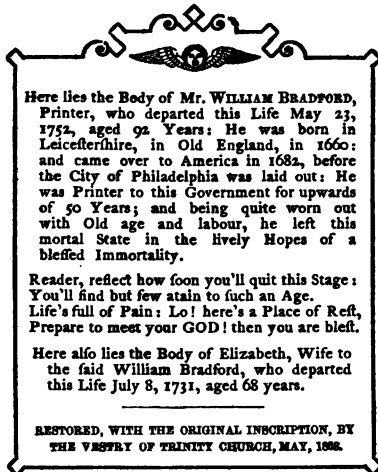 Here lies the Body of Mr. WILLIAM BRADFORD,
Printer, who departed this Life May 23,
1752, aged 92 Years: He was born in
Leiceſterſhire, in Old England, in 1660:
and came over to America in 1682, before
the City of Philadelphia was laid out: He
was Printer to this Government for upwards
of 50 Years; and being quite worn out
with Old age and labour, he left this
mortal State in the lively Hopes of a
bleſſed Immortality.
Reader, reflect how ſoon you'll quit this Stage:
You'll find but few atain to ſuch an Age.
Life's full of Pain: Lo! here's a Place of Reſt,
Prepare to meet your GOD! then you are bleſt.
Here alſo lies the Body of Elizabeth, Wife to
the ſaid William Bradford, who departed
this Life July 8, 1731, aged 68 years.
RESTORED, WITH THE ORIGINAL INSCRIPTION, BY
THE VESTRY OF TRINITY CHURCH, MAY,